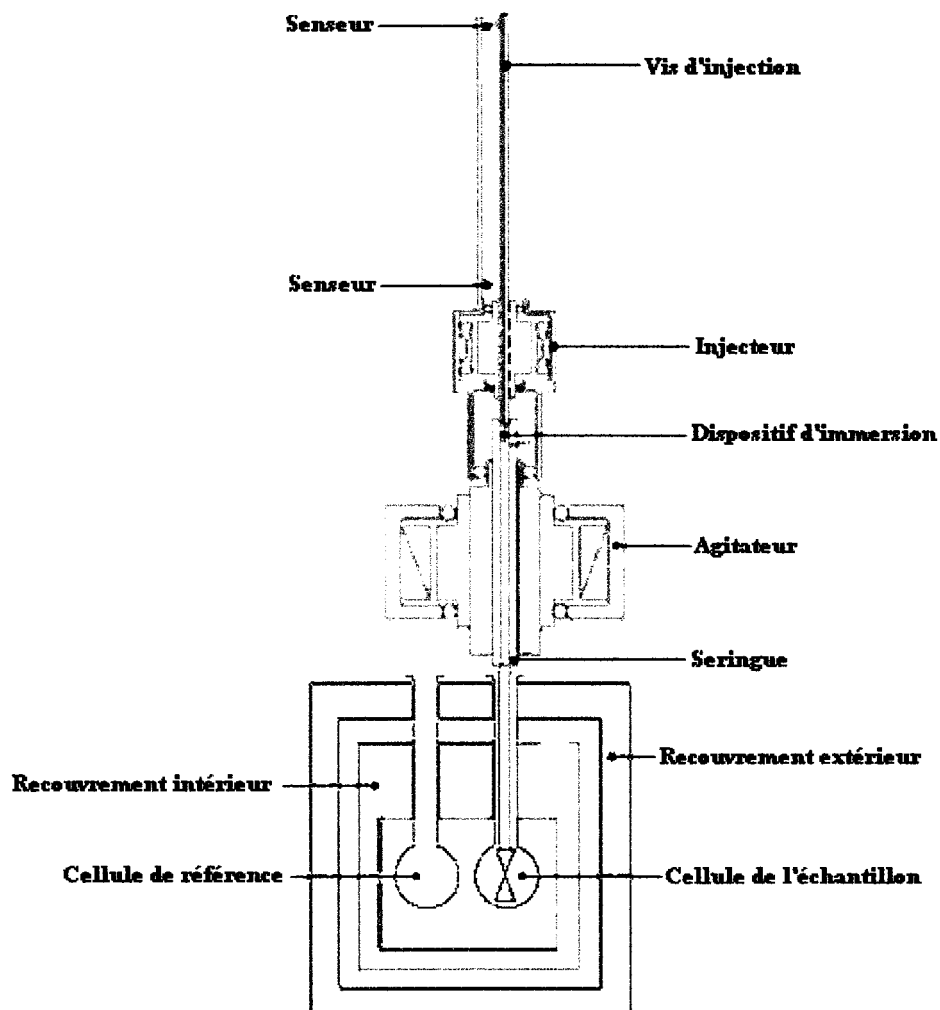 Senseur
Vis d'injection
Senseur
Injecteur
Dispositif d'immersion
Agitateur
Seringue
Recouvrement extérieur
Recouvrement intérieur
Cellule de référence
Cellule de l'échantillon